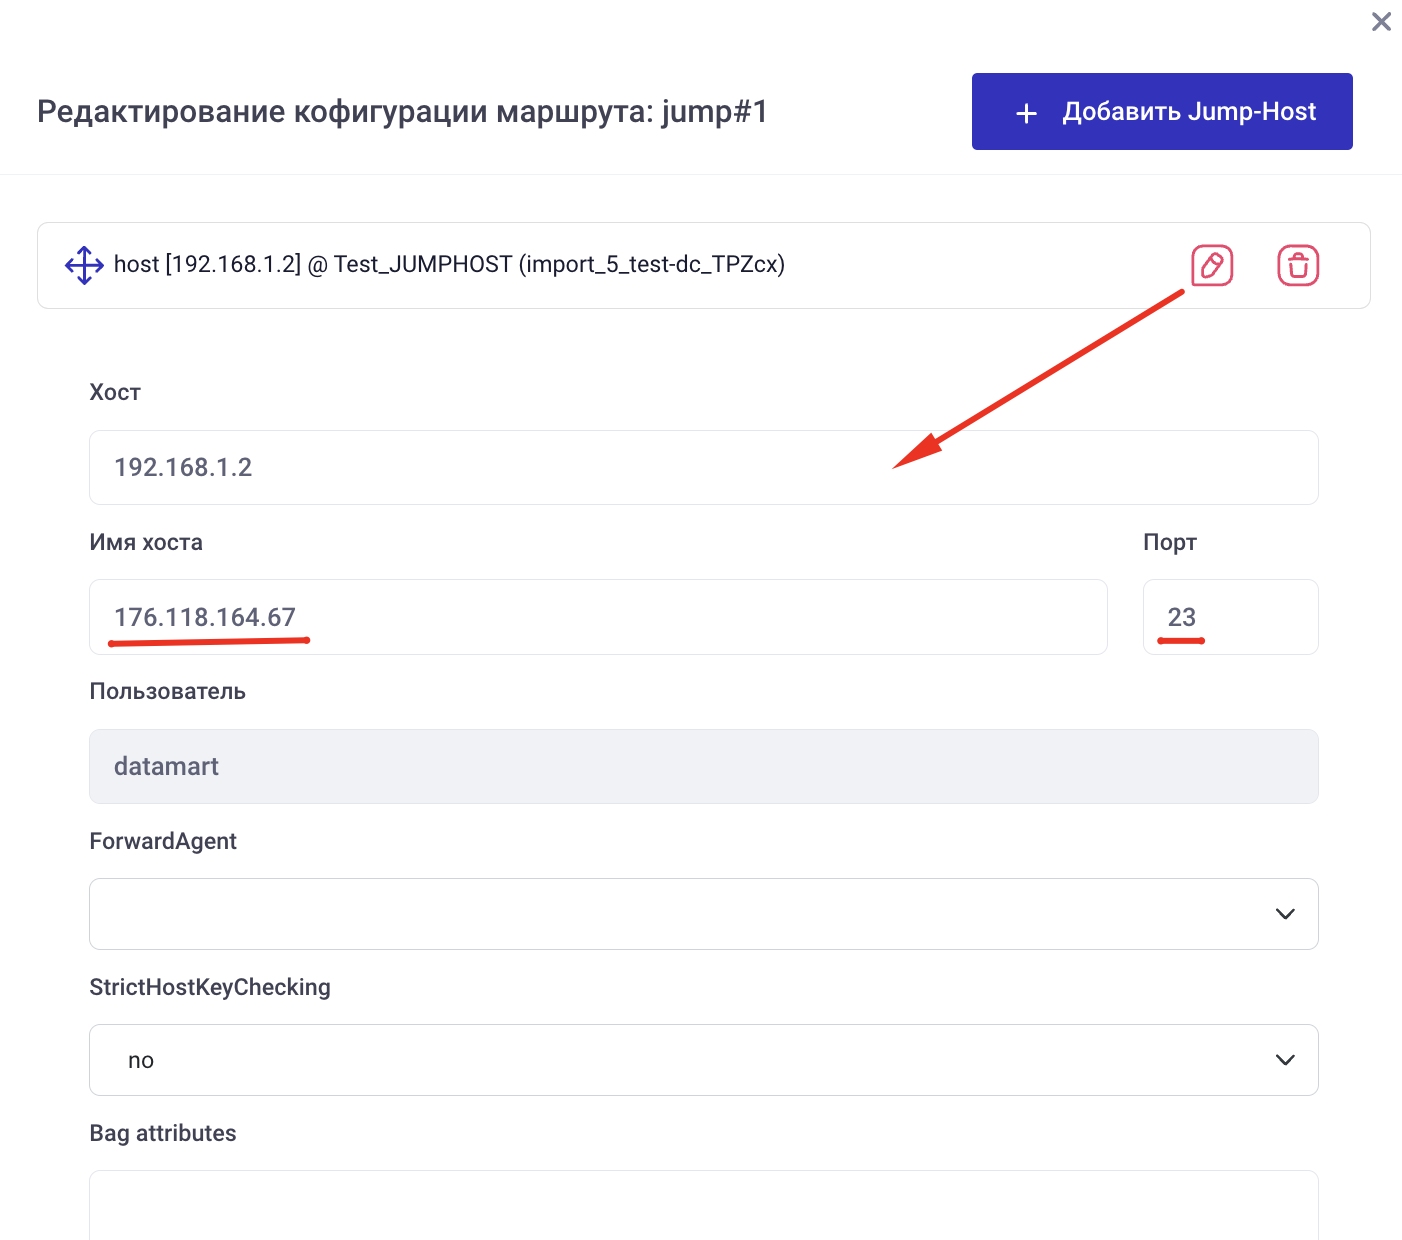 Редактирование кофигурации маршрута: jump#1
+ Добавить Jump-Host
host [192.168.1.2] @ Test_JUMPHOST (import_5_test-dc_TPZcx)
Хост
192.168.1.2
Имя хоста
Порт
176.118.164.67
23
Пользователь
datamart
ForwardAgent
StrictHostKeyChecking
no
Bag attributes